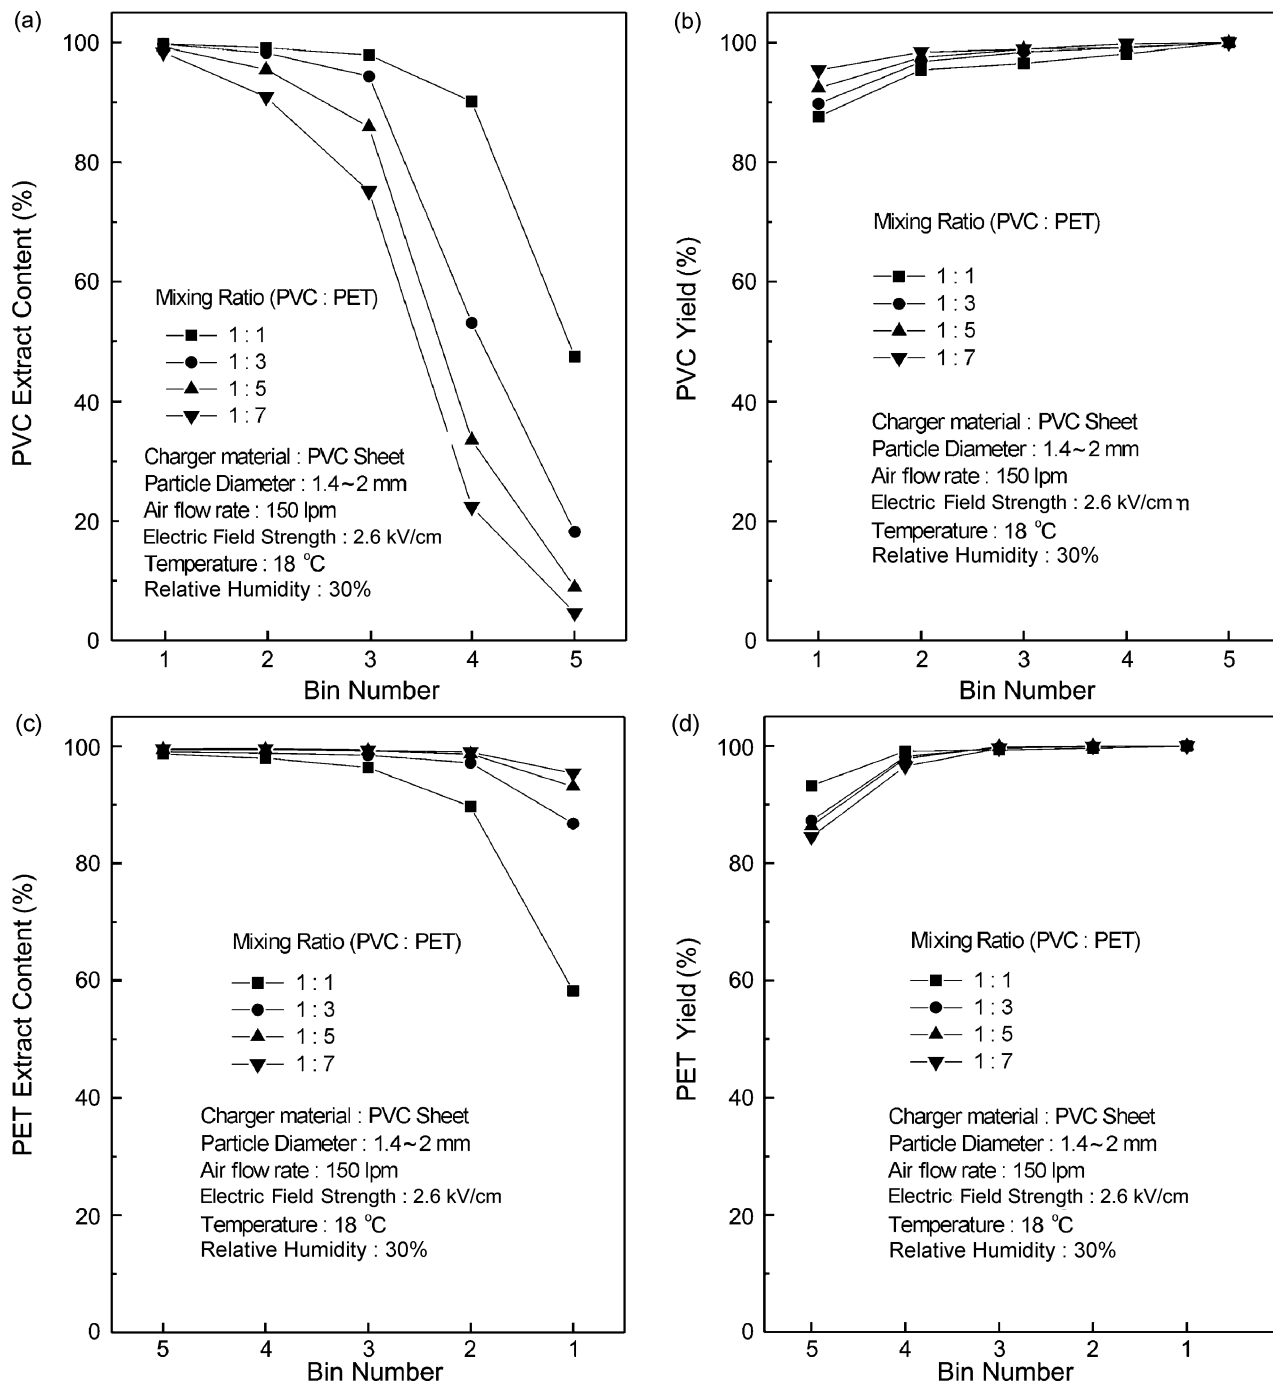 (a)
100
80
60
40
20
0
PVC Extract Content (%)
Mixing Ratio (PVC : PET)
1 : 1
1 : 3
1 : 5
1 : 7
Charger material : PVC Sheet
Particle Diameter : 1.4~2 mm
Air flow rate : 150 lpm
Electric Field Strength : 2.6 kV/cm
Temperature : 18 °C
Relative Humidity : 30%
1 2 3 4 5
Bin Number
(b)
100
80
60
40
20
0
PVC Yield (%)
Mixing Ratio (PVC : PET)
1 : 1
1 : 3
1 : 5
1 : 7
Charger material : PVC Sheet
Particle Diameter : 1.4~2 mm
Air flow rate : 150 lpm
Electric Field Strength : 2.6 kV/cm η
Temperature : 18 °C
Relative Humidity : 30%
1 2 3 4 5
Bin Number
(c)
100
80
60
40
20
0
PET Extract Content (%)
Mixing Ratio (PVC : PET)
1 : 1
1 : 3
1 : 5
1 : 7
Charger material : PVC Sheet
Particle Diameter : 1.4~2 mm
Air flow rate : 150 lpm
Electric Field Strength : 2.6 kV/cm
Temperature : 18 °C
Relative Humidity : 30%
5 4 3 2 1
Bin Number
(d)
100
80
60
40
20
0
PET Yield (%)
Mixing Ratio (PVC : PET)
1 : 1
1 : 3
1 : 5
1 : 7
Charger material : PVC Sheet
Particle Diameter : 1.4~2 mm
Air flow rate : 150 lpm
Electric Field Strength : 2.6 kV/cm
Temperature : 18 °C
Relative Humidity : 30%
5 4 3 2 1
Bin Number